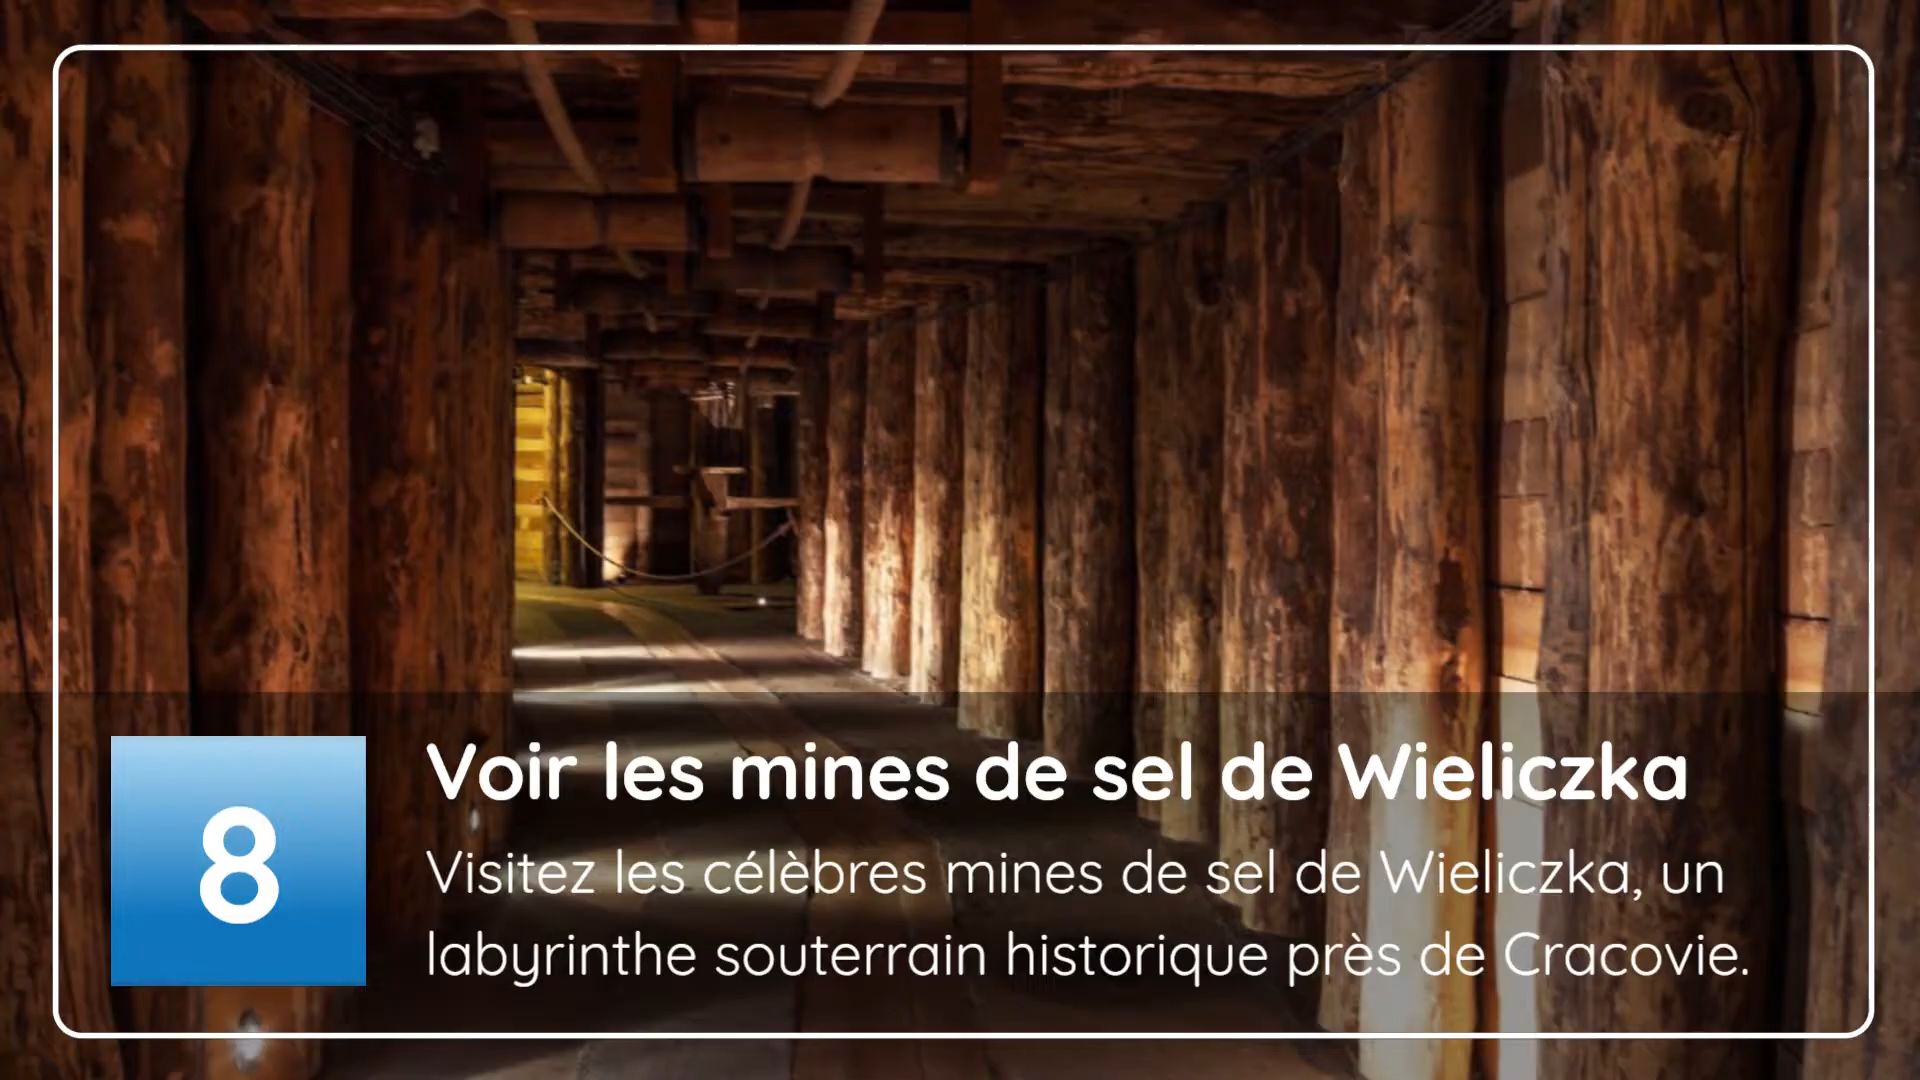 8
Voir les mines de sel de Wieliczka
Visitez les célèbres mines de sel de Wieliczka, un
labyrinthe souterrain historique près de Cracovie.